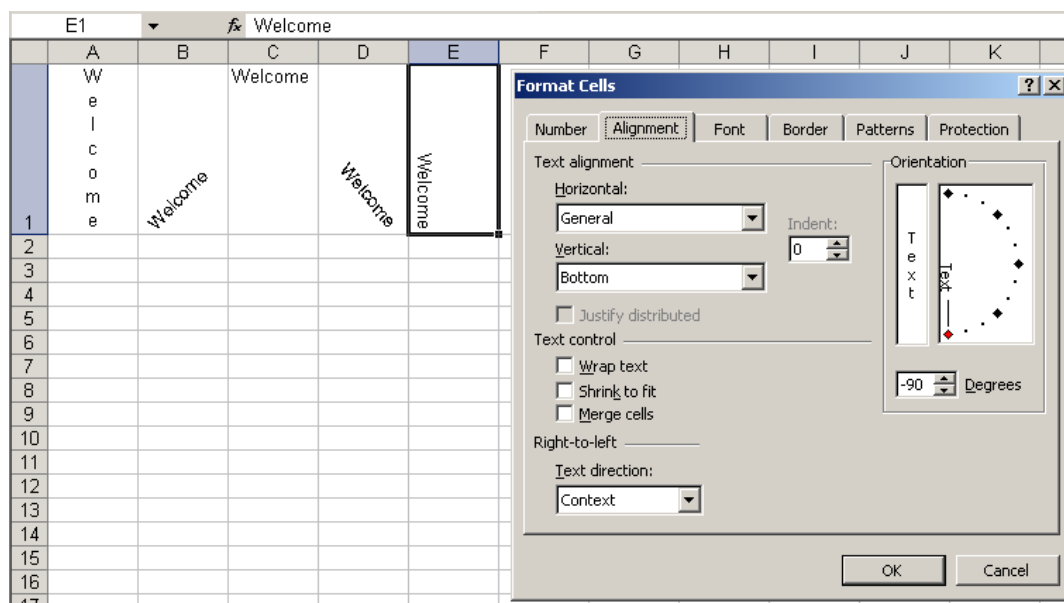 E1 fx Welcome
A B C D E F G H I J K
1
W
e
l
c
o
m
e
Welcome
Welcome
Welcome
Welcome
2
3
4
5
6
7
8
9
10
11
12
13
14
15
16
17
Format Cells ? X
Number Alignment Font Border Patterns Protection
Text alignment
Horizontal:
General
Vertical:
Bottom
Indent:
0
Justify distributed
Text control
Wrap text
Shrink to fit
Merge cells
Right-to-left
Text direction:
Context
Orientation
T
e
x
t
Text
-90 Degrees
OK Cancel